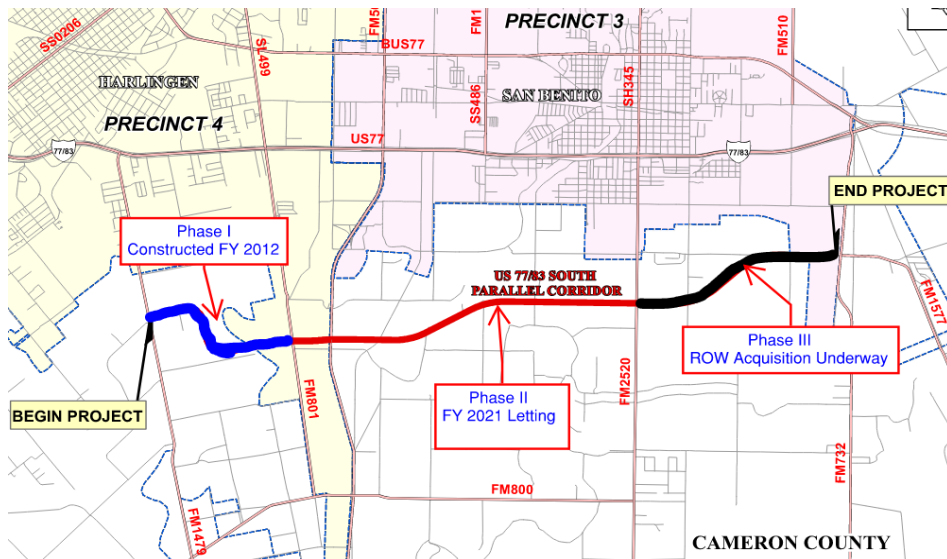 SS0206
SL499
FM50
BUS77
FM1
PRECINCT 3
FM510
HARLINGEN
SS486
SAN BENITO
SH345
PRECINCT 4
US77
77/83
77/83
END PROJECT
Phase I
Constructed FY 2012
US 77/83 SOUTH
PARALLEL CORRIDOR
FM1577
Phase III
ROW Acquisition Underway
BEGIN PROJECT
FM801
Phase II
FY 2021 Letting
FM2520
FM732
FM800
FM1479
CAMERON COUNTY